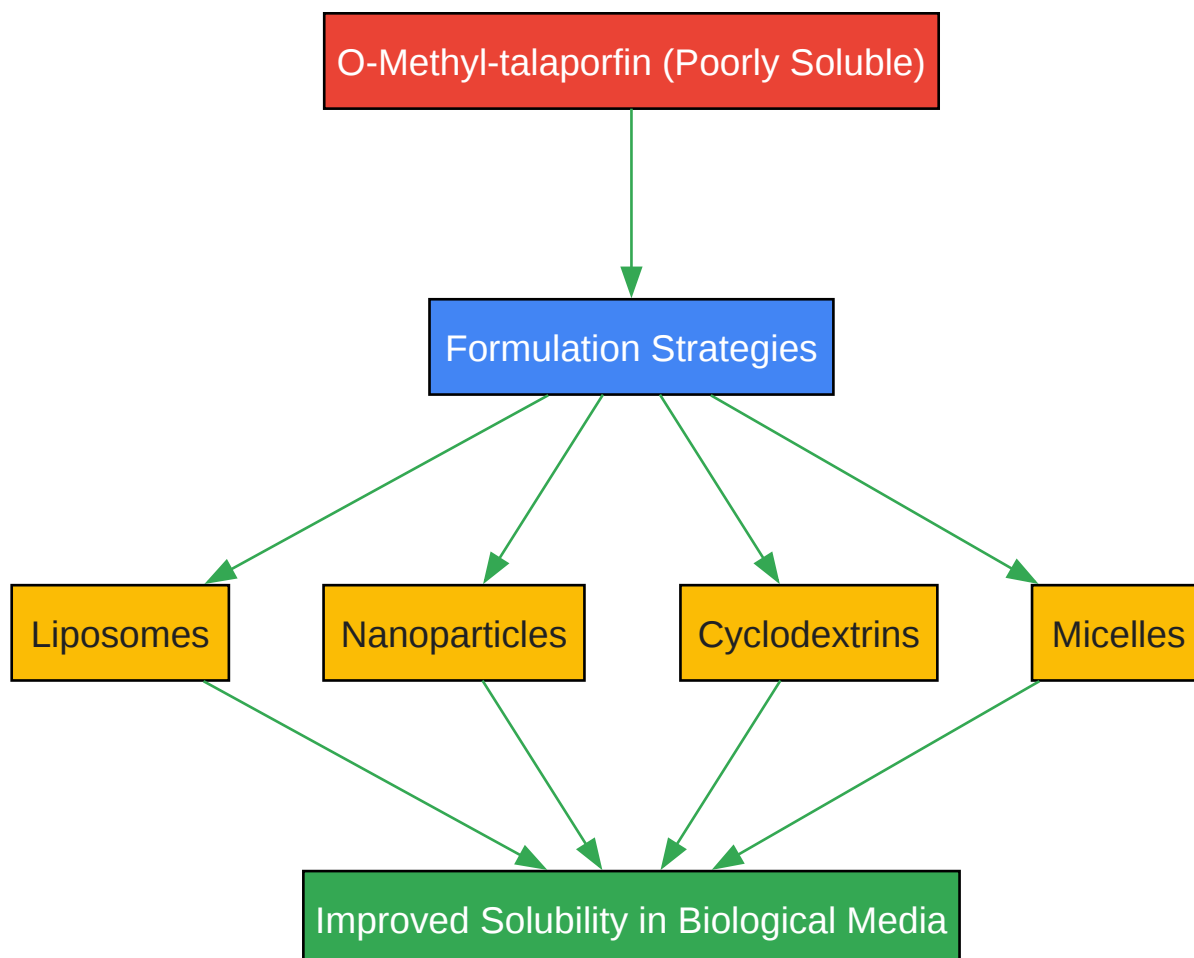 O-Methyl-talaporfin (Poorly Soluble)
Formulation Strategies
Liposomes
Nanoparticles
Cyclodextrins
Micelles
Improved Solubility in Biological Media